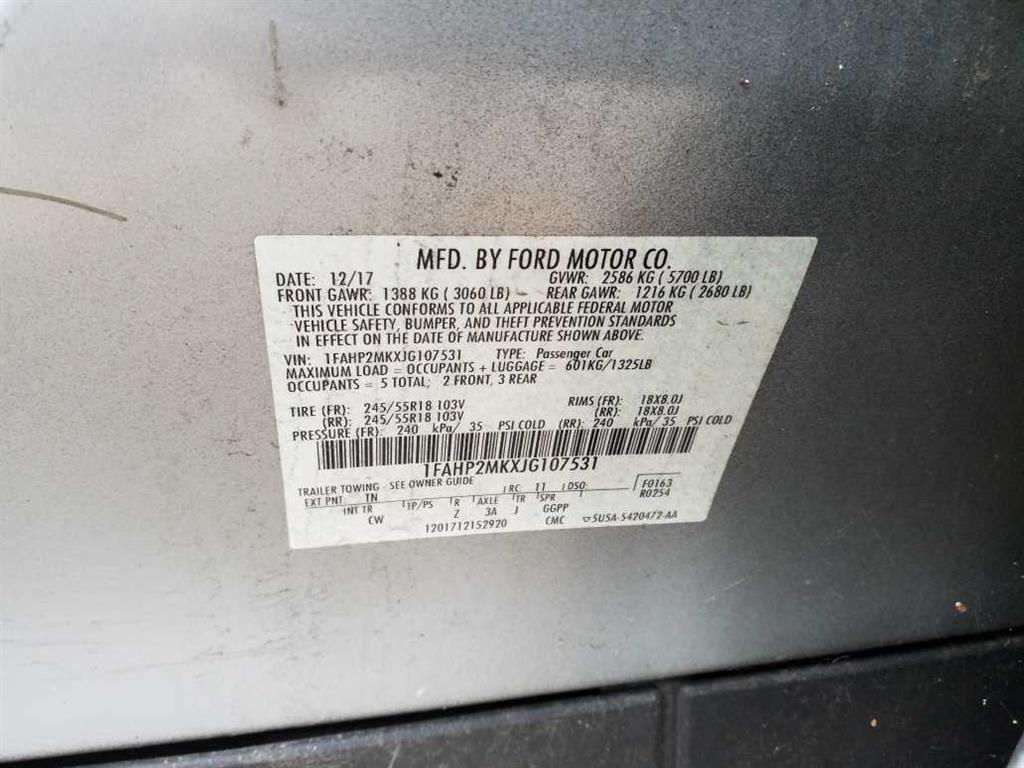 MFD. BY FORD MOTOR CO.
DATE: 12/17 GVWR: 2586 KG ( 5700 LB)
FRONT GAWR: 1388 KG ( 3060 LB) REAR GAWR: 1216 KG ( 2680 LB)
THIS VEHICLE CONFORMS TO ALL APPLICABLE FEDERAL MOTOR
VEHICLE SAFETY, BUMPER, AND THEFT PREVENTION STANDARDS
IN EFFECT ON THE DATE OF MANUFACTURE SHOWN ABOVE.
VIN: 1FAHP2MKXJG107531 TYPE: Passenger Car
MAXIMUM LOAD = OCCUPANTS + LUGGAGE = 601KG/1325LB
OCCUPANTS = 5 TOTAL; 2 FRONT, 3 REAR
TIRE (FR): 245/55R18 103V RIMS (FR): 18X8.0J
(RR): 245/55R18 103V (RR): 18X8.0J
PRESSURE (FR): 240 kPa/ 35 PSI COLD (RR): 240 kPa/ 35 PSI COLD
1FAHP2MKXJG107531
TRAILER TOWING - SEE OWNER GUIDE
EXT PNT: TN RC: 11 DSO: F0163
R0254
INT TR TP/PS R AXLE TR SPR
CW Z 3A J GGPP
1201712152920 CMC ▽5U5A-5420472-AA